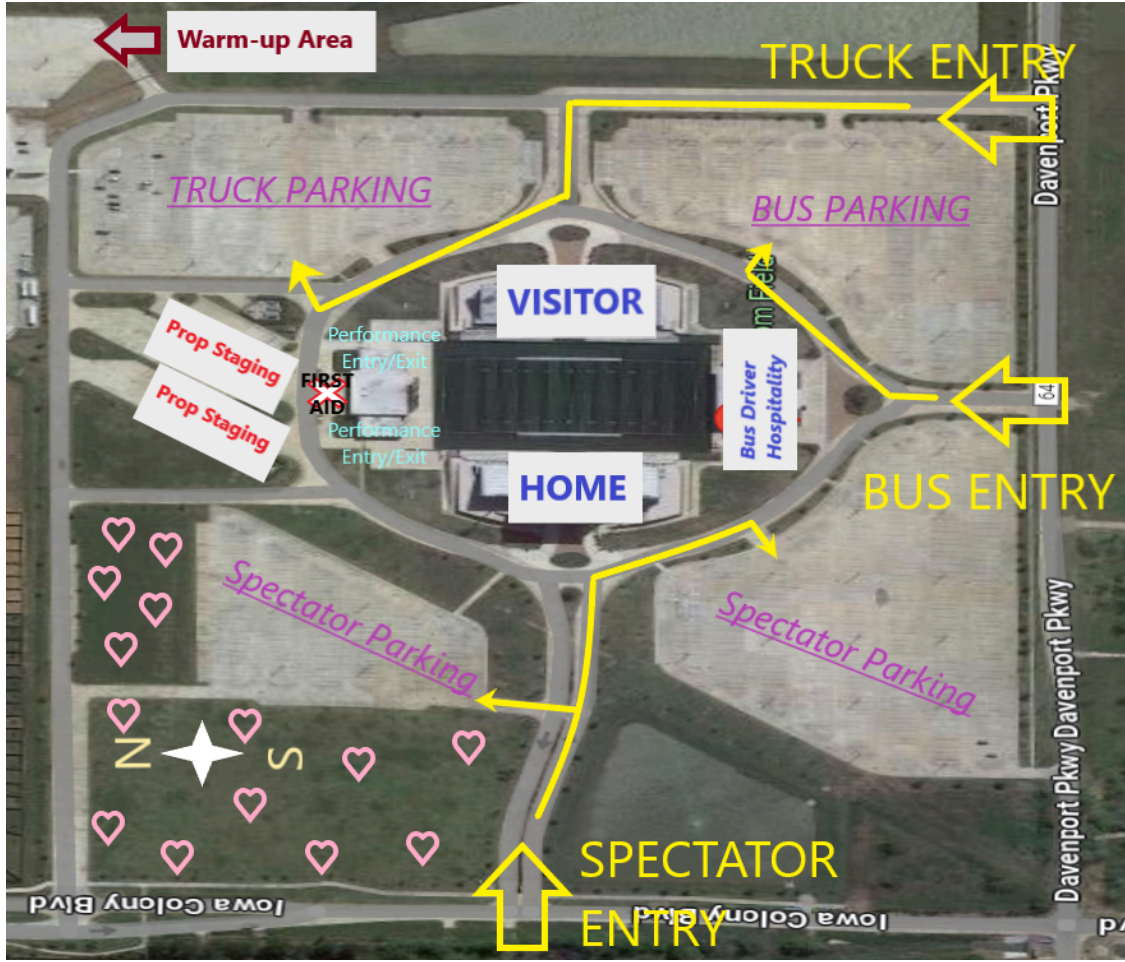 Warm-up Area
TRUCK ENTRY
Davenport Pkwy
TRUCK PARKING
BUS PARKING
VISITOR
Prop Staging
Prop Staging
Performance
Entry/Exit
FIRST
AID
Performance
Entry/Exit
Bus Driver
Hospitality
64
HOME
BUS ENTRY
Spectator Parking
Spectator Parking
Davenport Pkwy
Davenport Pkwy
N
S
SPECTATOR
ENTRY
Iowa Colony Blvd
Iowa Colony Blvd